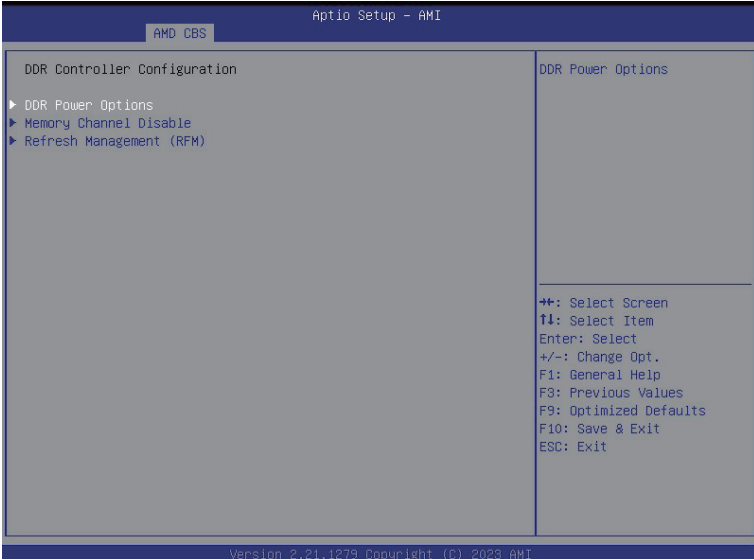 Aptio Setup – AMI
AMD CBS
DDR Controller Configuration
DDR Power Options
Memory Channel Disable
Refresh Management (RFM)
DDR Power Options
→←: Select Screen
↑↓: Select Item
Enter: Select
+/-: Change Opt.
F1: General Help
F3: Previous Values
F9: Optimized Defaults
F10: Save & Exit
ESC: Exit
Version 2.21.1279 Copyright (C) 2023 AMI